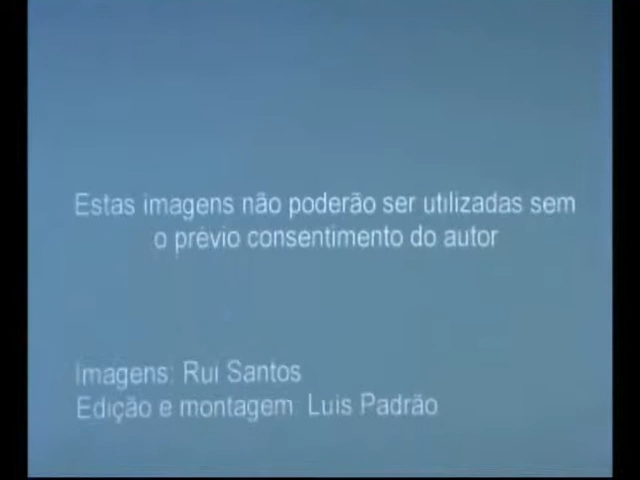 Estas imagens não poderão ser utilizadas sem
o prévio consentimento do autor
Imagens: Rui Santos
Edição e montagem: Luis Padrão